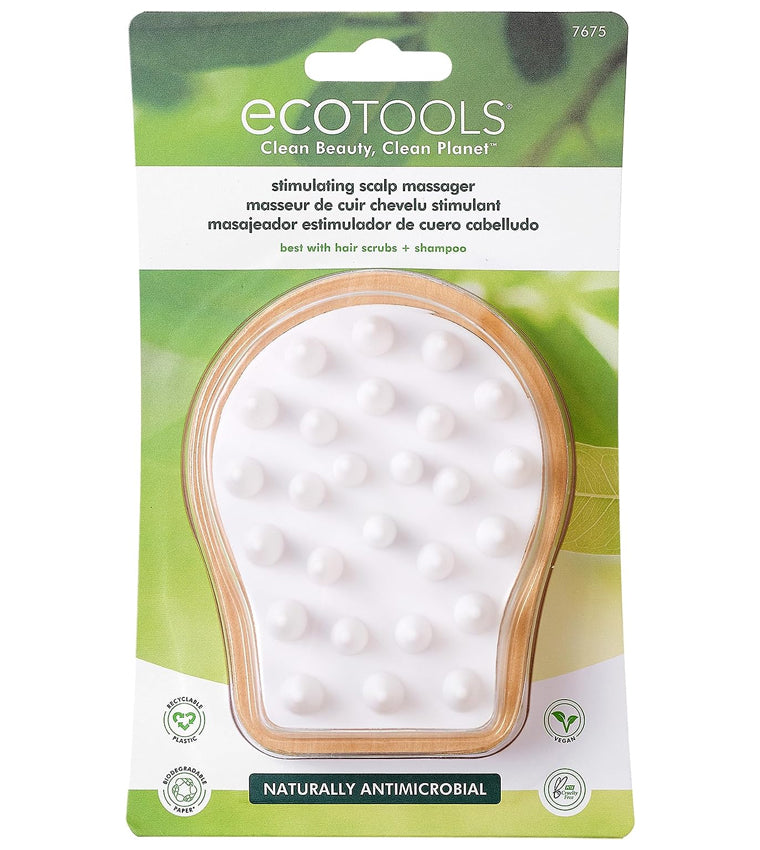 7675
ecoTOOLS®
Clean Beauty, Clean Planet™
stimulating scalp massager
masseur de cuir chevelu stimulant
masajeador estimulador de cuero cabelludo
best with hair scrubs + shampoo
RECYCLABLE
PLASTIC
VEGAN
BIODEGRADABLE
PAPER*
NATURALLY ANTIMICROBIAL
Cruelty
Free